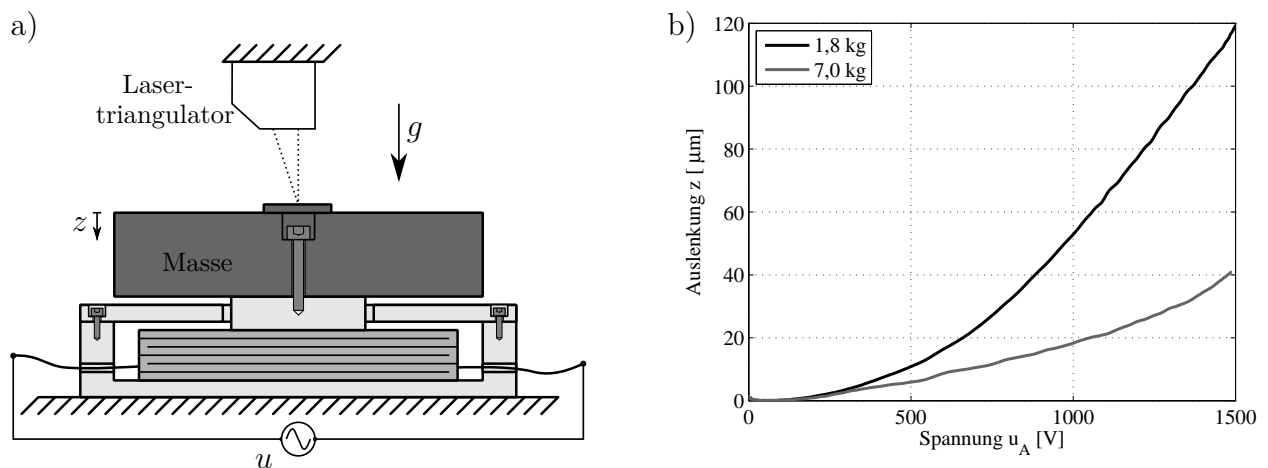 a)
Laser-
triangulator
g
z
Masse
u
b)
120
100
80
60
40
20
0
Auslenkung z [ µm]
1,8 kg
7,0 kg
0
500
1000
1500
Spannung u_A [V]